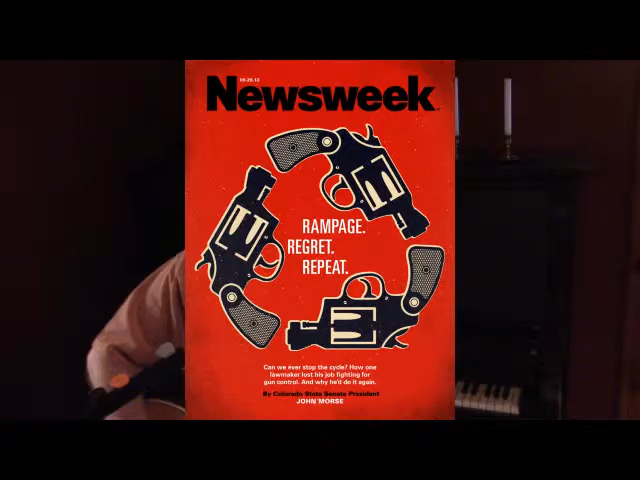 09.20.13
Newsweek
RAMPAGE.
REGRET.
REPEAT.
Can we ever stop the cycle? How one
lawmaker lost his job fighting for
gun control. And why he'd do it again.
By Colorado State Senate President
JOHN MORSE